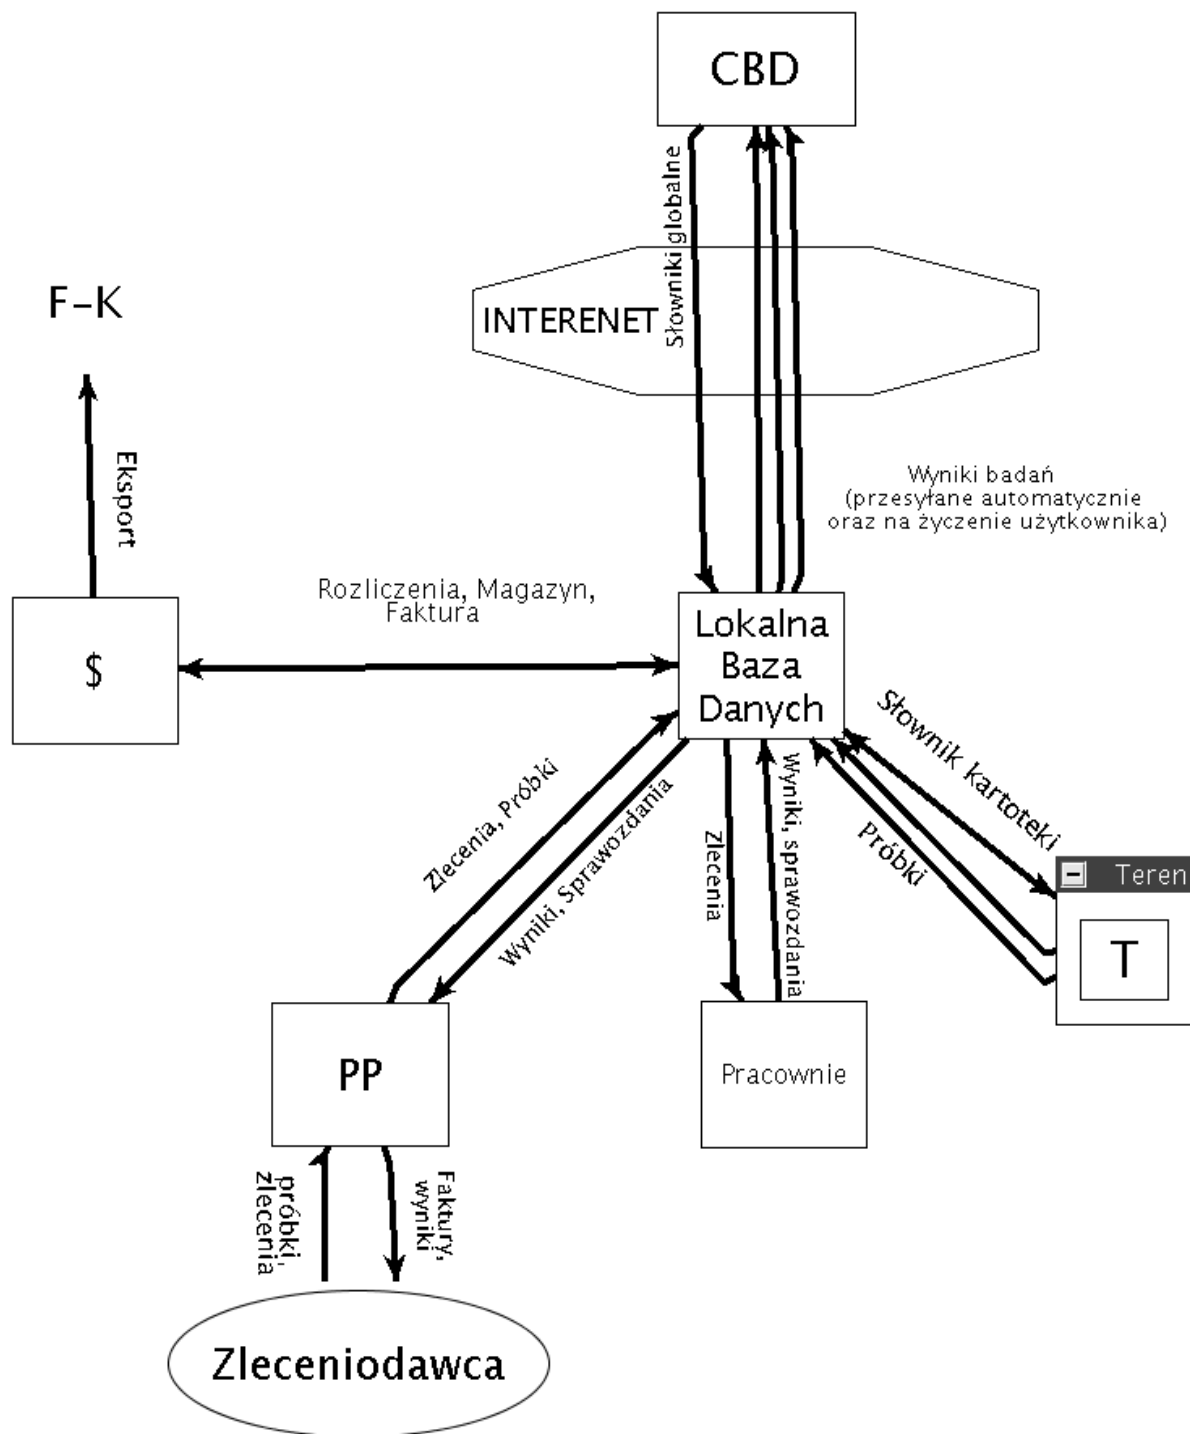 CBD
Słowniki globalne
INTERENET
F-K
Eksport
Wyniki badań
(przesyłane automatycznie
oraz na życzenie użytkownika)
Rozliczenia, Magazyn,
Faktura
$
Lokalna
Baza
Danych
Słownik kartoteki
Próbki
Zlecenia, Próbki
Wyniki, Sprawozdania
Zlecenia
Wyniki, sprawozdania
Teren
T
PP
Pracownie
próbki,
zlecenia
Faktury,
wyniki
Zleceniodawca